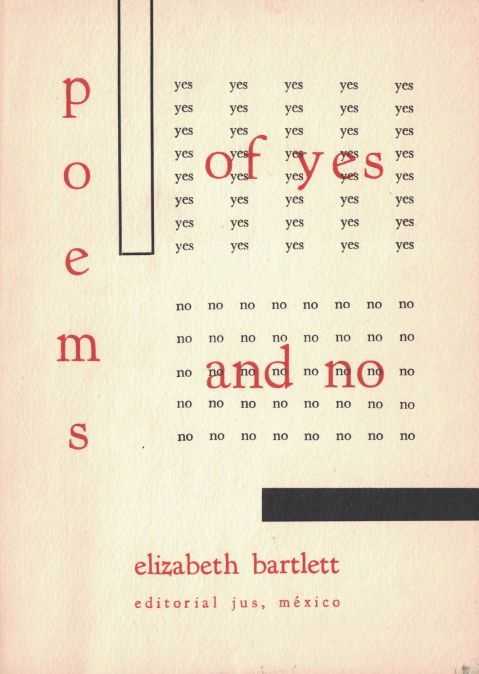 poems
of yes
and no
yes yes yes yes yes
yes yes yes yes yes
yes yes yes yes yes
yes yes yes yes yes
yes yes yes yes yes
yes yes yes yes yes
yes yes yes yes yes
yes yes yes yes yes
no no no no no no no no
no no no no no no no no
no no no no no no no no
no no no no no no no no
no no no no no no no no
elizabeth bartlett
editorial jus, méxico